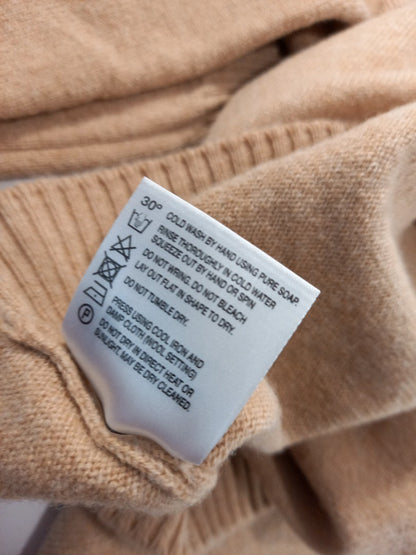 30°
COLD WASH BY HAND USING PURE SOAP.
RINSE THOROUGHLY IN COLD WATER
SQUEEZE OUT BY HAND OR SPIN
DO NOT WRING. DO NOT BLEACH
LAY OUT FLAT IN SHAPE TO DRY.
DO NOT TUMBLE DRY.
PRESS USING COOL IRON AND
DAMP CLOTH (WOOL SETTING)
DO NOT DRY IN DIRECT HEAT OR
SUNLIGHT. MAY BE DRY CLEANED.
P